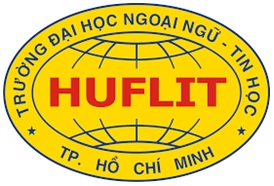 TRƯỜNG ĐẠI HỌC NGOẠI NGỮ - TIN HỌC
HUFLIT
TP. HỒ CHÍ MINH